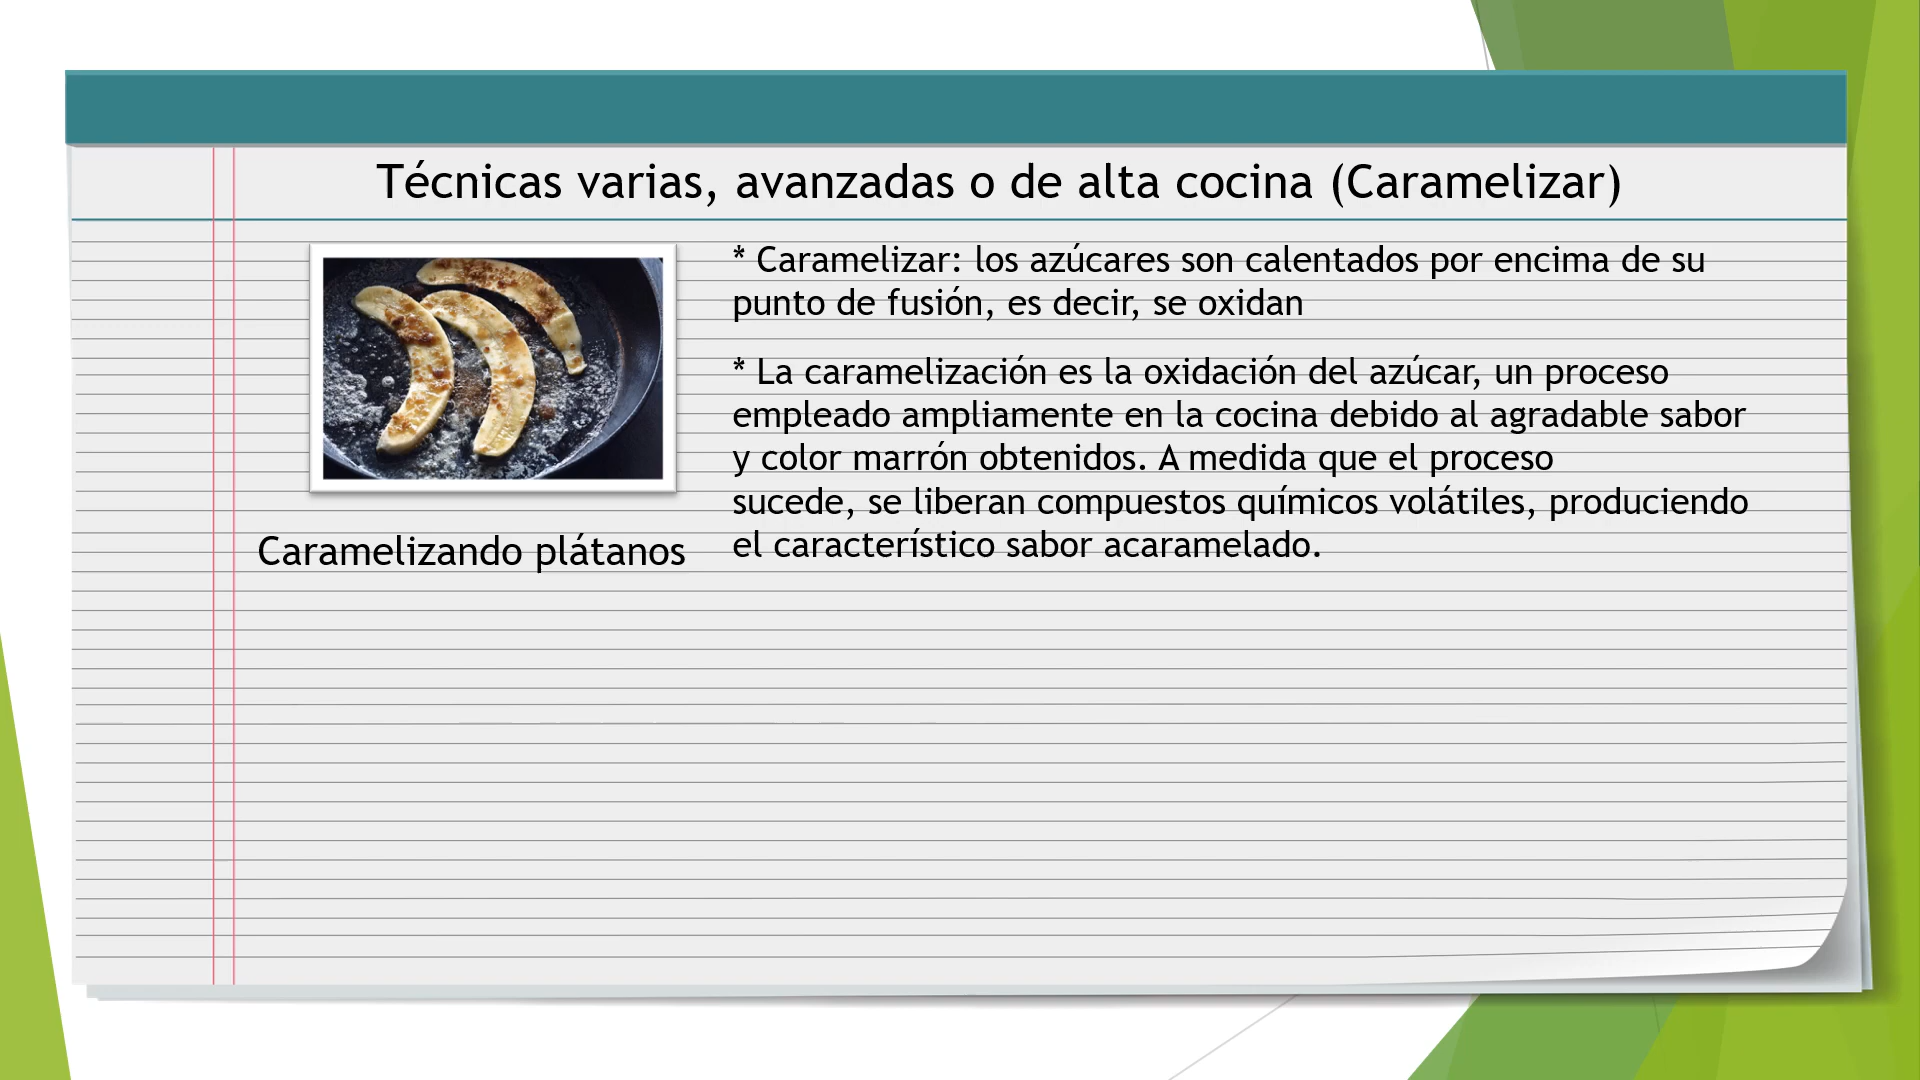 Técnicas varias, avanzadas o de alta cocina (Caramelizar)
* Caramelizar: los azúcares son calentados por encima de su
punto de fusión, es decir, se oxidan
* La caramelización es la oxidación del azúcar, un proceso
empleado ampliamente en la cocina debido al agradable sabor
y color marrón obtenidos. A medida que el proceso
sucede, se liberan compuestos químicos volátiles, produciendo
el característico sabor acaramelado.
Caramelizando plátanos